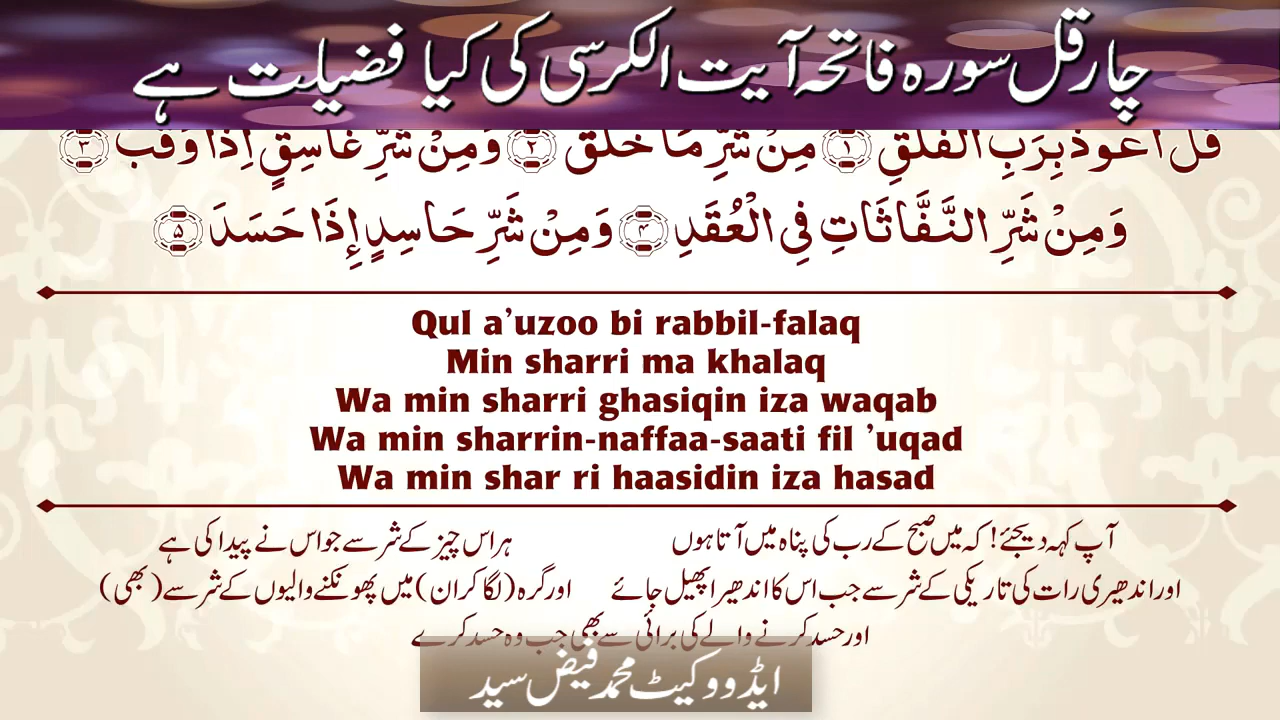 چار قل سورہ فاتحہ آیت الکرسی کی کیا فضیلت ہے
قُلْ أَعُوذُ بِرَبِّ الْفَلَقِ ﴿١﴾ مِنْ شَرِّ مَا خَلَقَ ﴿٢﴾ وَمِنْ شَرِّ غَاسِقٍ إِذَا وَقَبَ ﴿٣﴾
وَمِنْ شَرِّ النَّفَّاثَاتِ فِي الْعُقَدِ ﴿۴﴾ وَمِنْ شَرِّ حَاسِدٍ إِذَا حَسَدَ ﴿۵﴾
Qul a’uzoo bi rabbil-falaq
Min sharri ma khalaq
Wa min sharri ghasiqin iza waqab
Wa min sharrin-naffaa-saati fil ’uqad
Wa min shar ri haasidin iza hasad
آپ کہہ دیجئے! کہ میں صبح کے رب کی پناہ میں آتا ہوں ہر اس چیز کے شر سے جو اس نے پیدا کی ہے
اور اندھیری رات کی تاریکی کے شر سے جب اس کا اندھیرا پھیل جائے اور گرہ (لگا کر ان) میں پھونکنے والیوں کے شر سے (بھی)
اور حسد کرنے والے کی برائی سے بھی جب وہ حسد کرے
ایڈووکیٹ محمد فیض سید